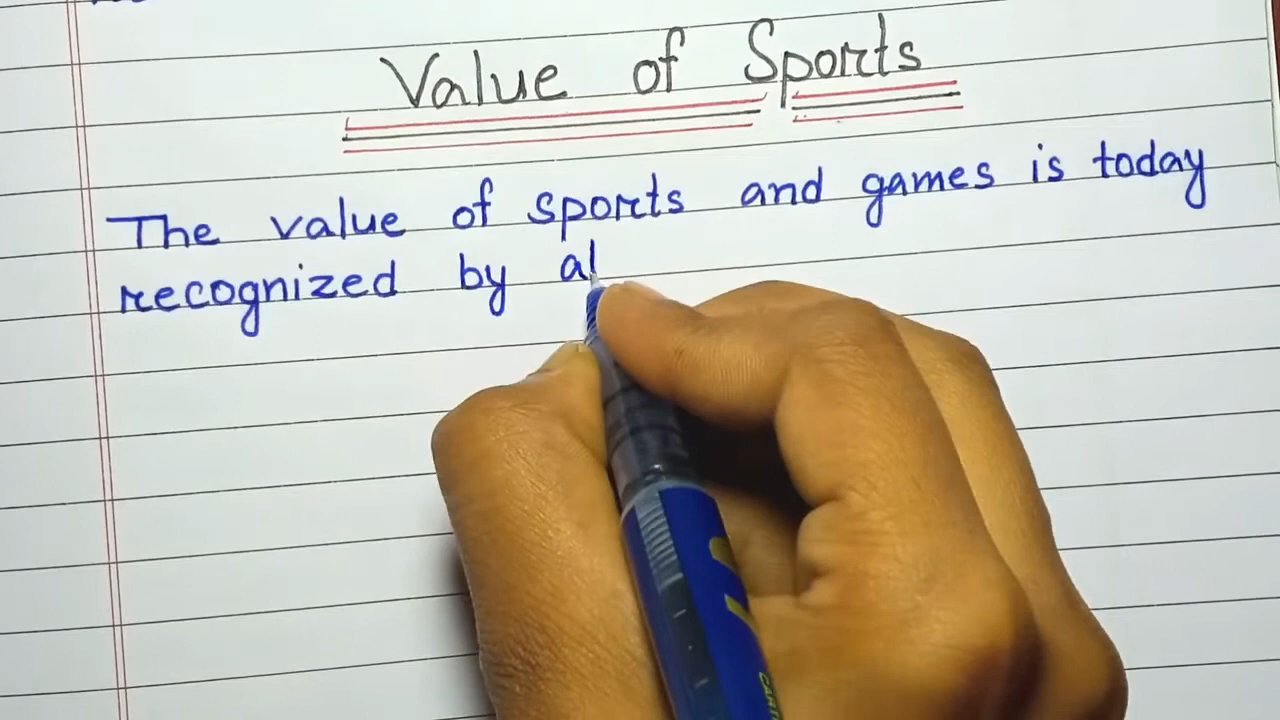 Value of Sports
The value of sports and games is today
recognized by al